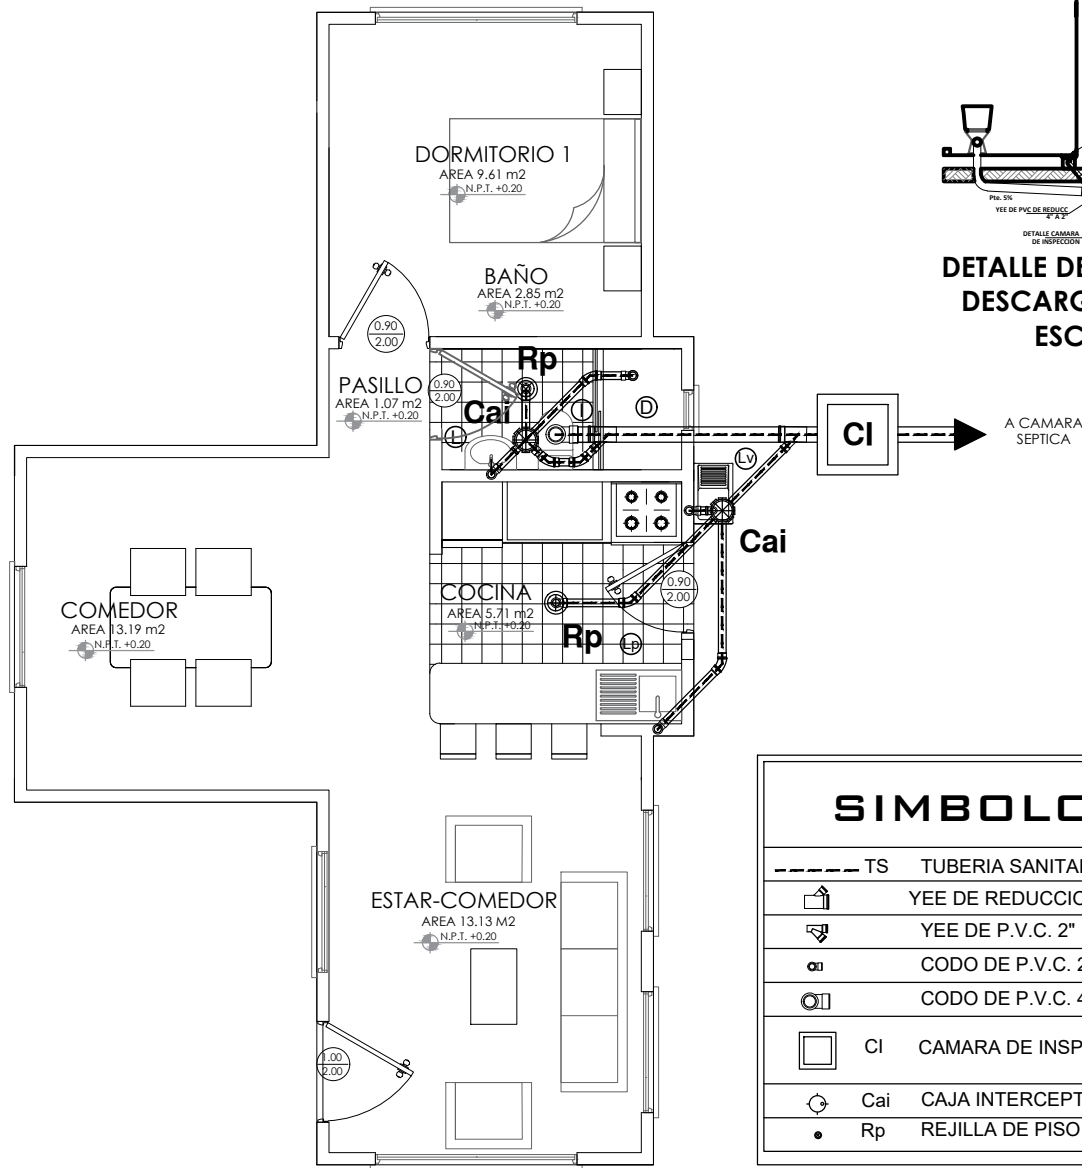 DORMITORIO 1
AREA 9.61 m2
N.P.T. +0.20
BAÑO
AREA 2.85 m2
N.P.T. +0.20
0.90
2.00
PASILLO
AREA 1.07 m2
N.P.T. +0.20
0.90
2.00
Rp
Cai
L
I
D
CI
A CAMARA
SEPTICA
Lv
Cai
COCINA
AREA 5.71 m2
N.P.T. +0.20
0.90
2.00
Rp
Lp
COMEDOR
AREA 13.19 m2
N.P.T. +0.20
ESTAR-COMEDOR
AREA 13.13 M2
N.P.T. +0.20
1.00
2.00
Pte. 5%
YEE DE PVC DE REDUCC
4" A 2"
DETALLE CAMARA
DE INSPECCION
DETALLE DE
DESCARG
ESC
SIMBOLO
TS TUBERIA SANITAR
YEE DE REDUCCIO
YEE DE P.V.C. 2"
CODO DE P.V.C. 2
CODO DE P.V.C. 4
CI CAMARA DE INSP
Cai CAJA INTERCEPT
Rp REJILLA DE PISO